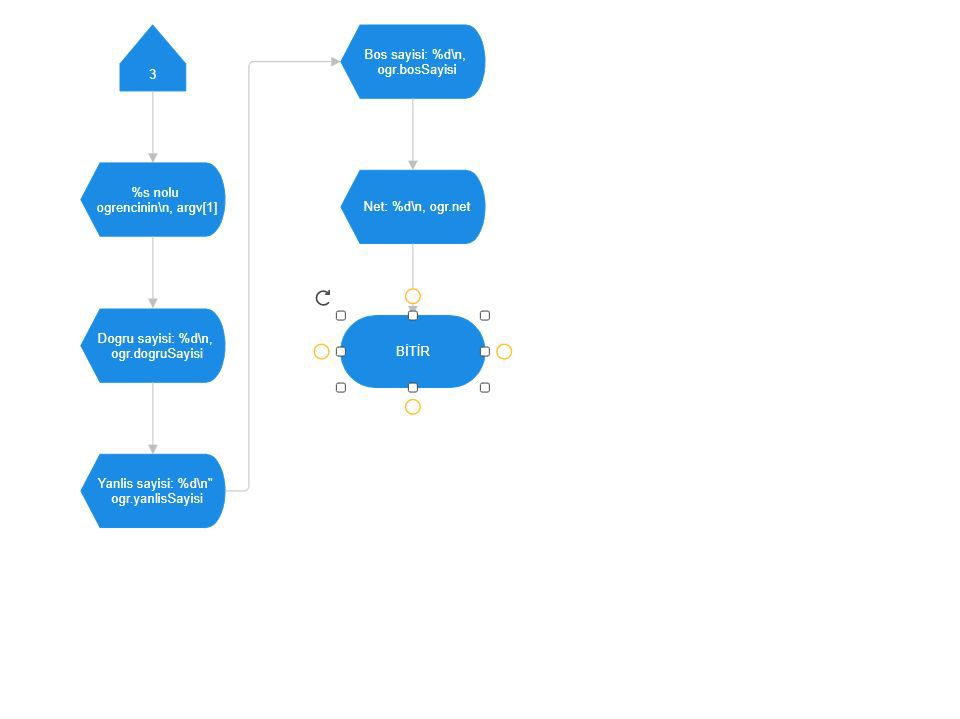 3
%s nolu
ogrencinin\n, argv[1]
Dogru sayisi: %d\n,
ogr.dogruSayisi
Yanlis sayisi: %d\n"
ogr.yanlisSayisi
Bos sayisi: %d\n,
ogr.bosSayisi
Net: %d\n, ogr.net
BİTİR